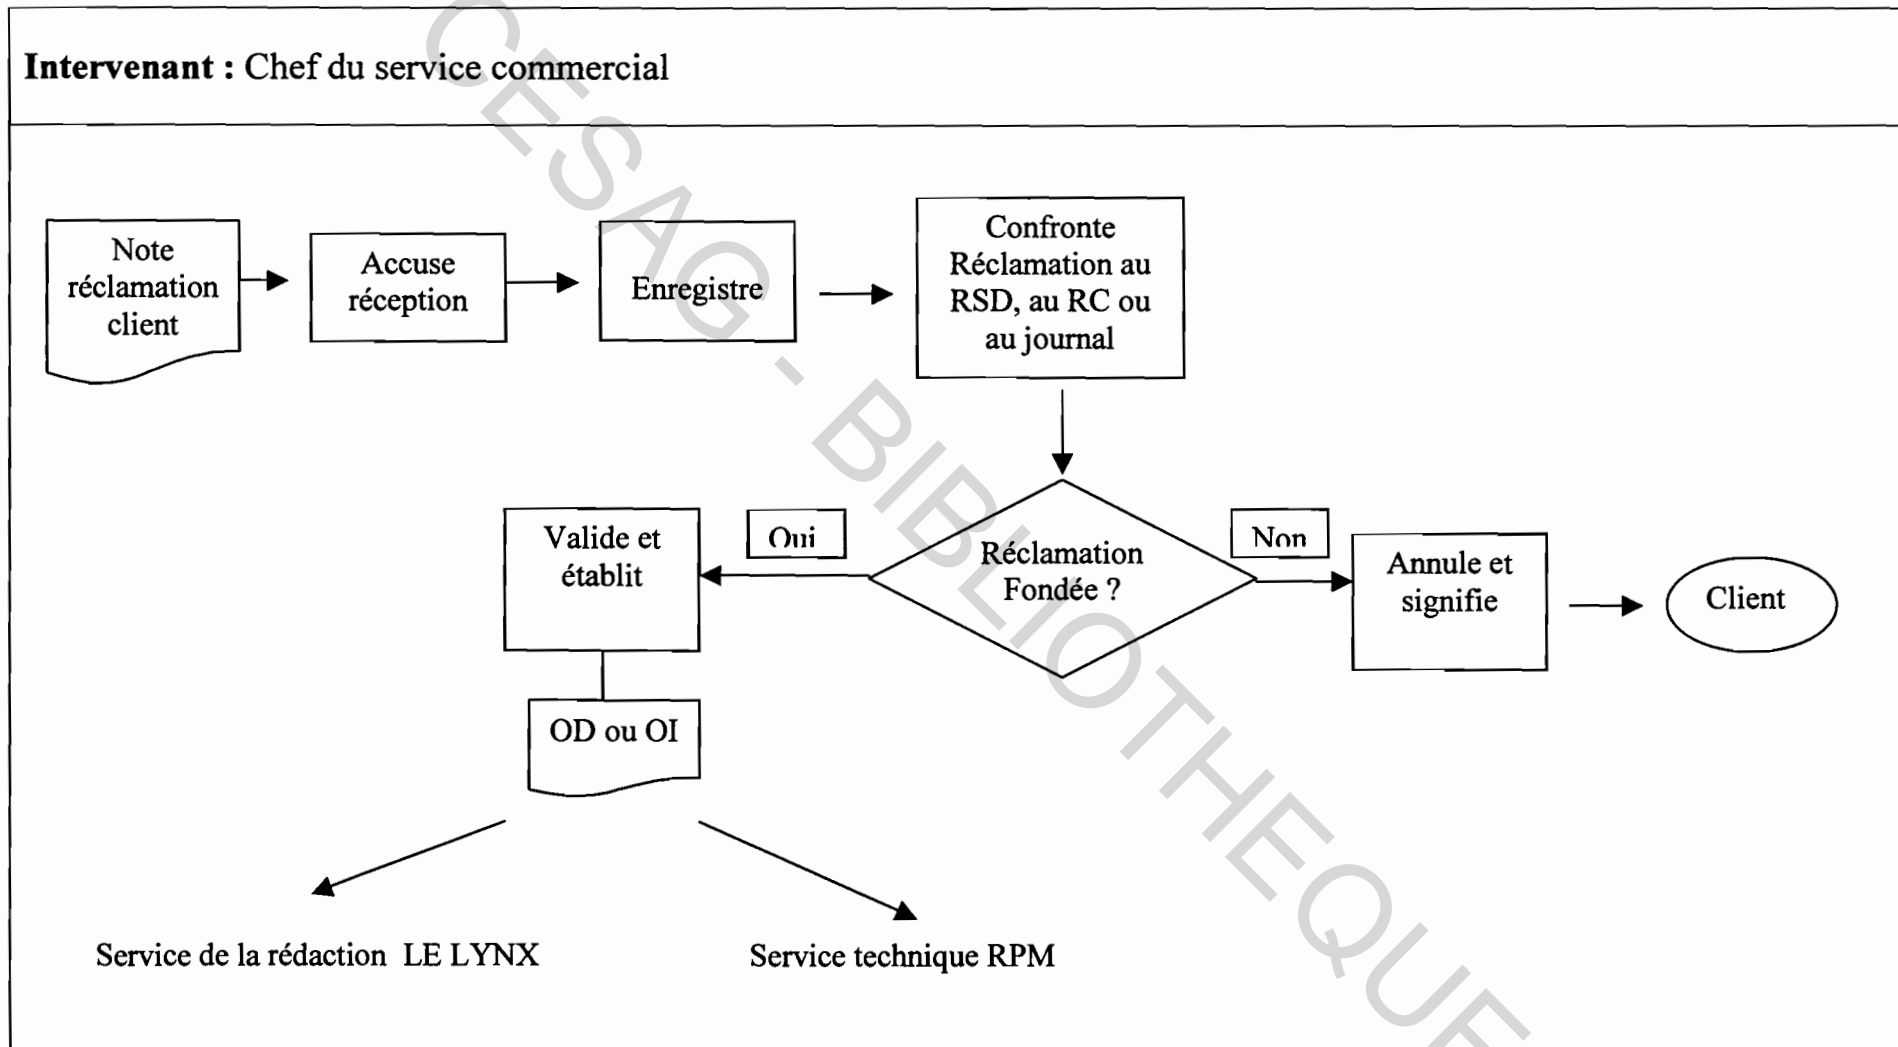 Intervenant : Chef du service commercial
Note
réclamation
client
Accuse
réception
Enregistre
Confronte
Réclamation au
RSD, au RC ou
au journal
Réclamation
Fondée ?
Oui
Valide et
établit
Non
Annule et
signifie
Client
OD ou OI
Service de la rédaction LE LYNX
Service technique RPM
CESAG - BIBLIOTHEQUE